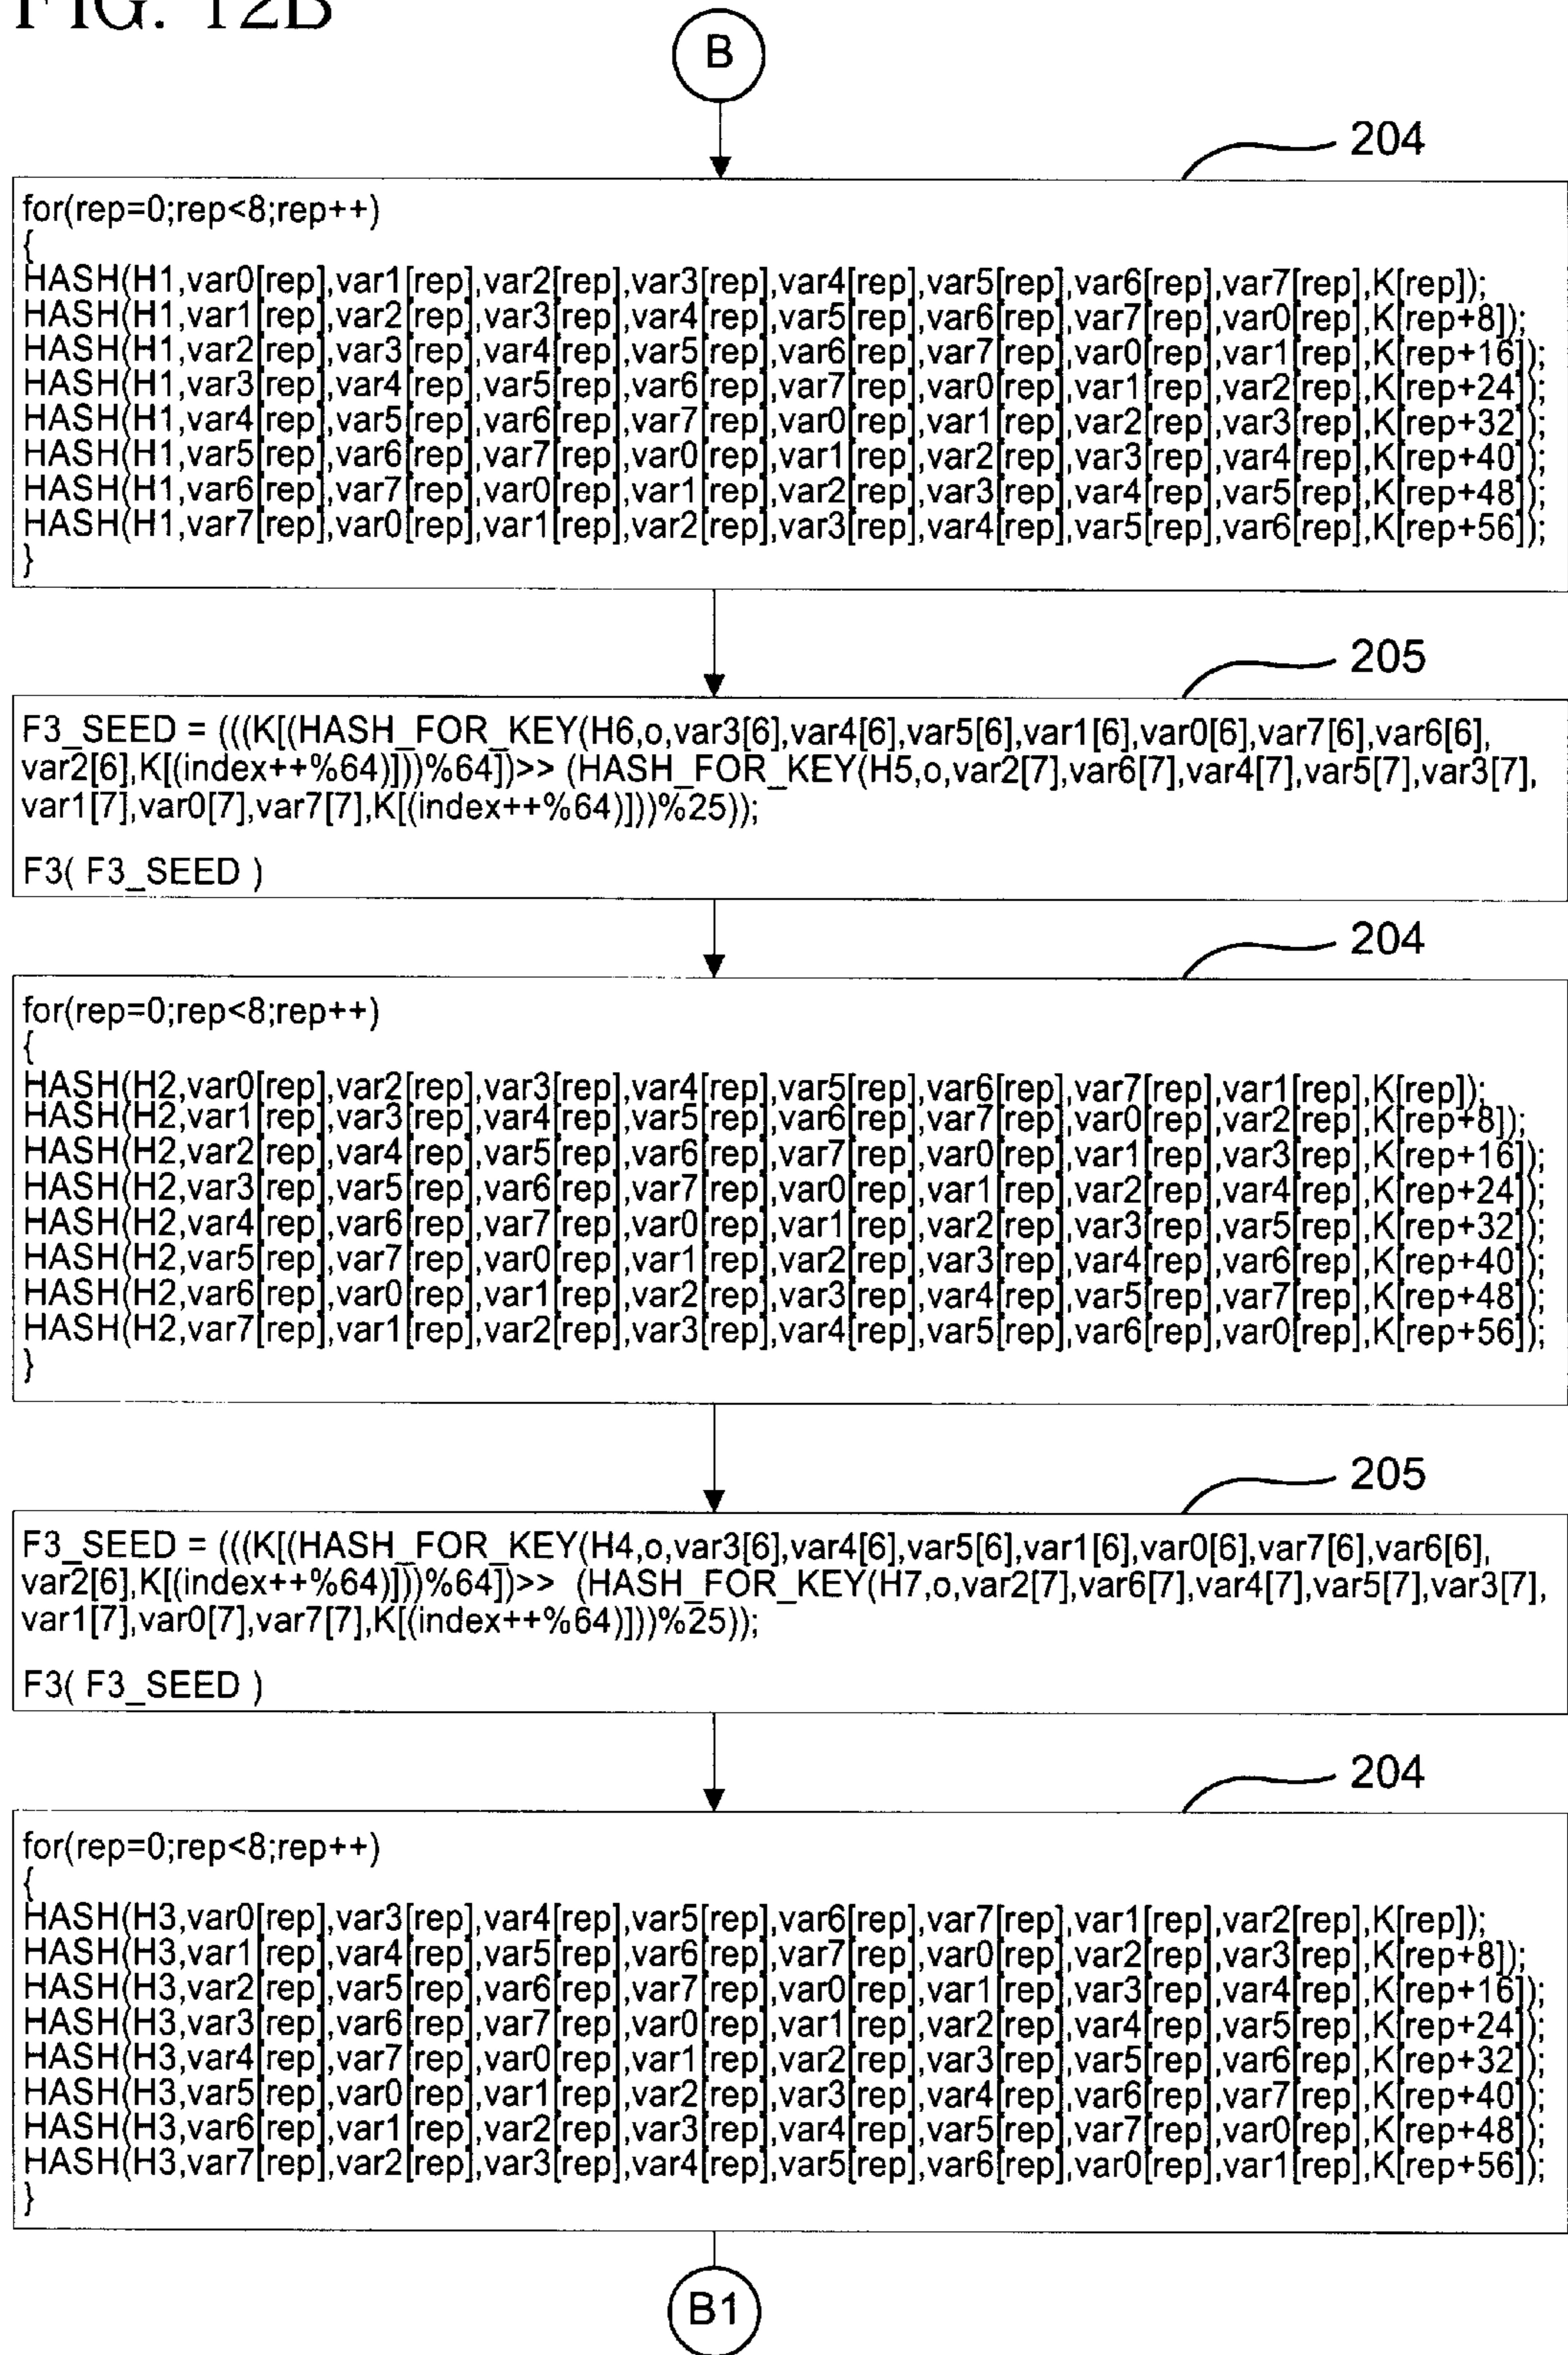 FIG. 12B
B
204
for(rep=0;rep<8;rep++)
{
HASH(H1,var0[rep],var1[rep],var2[rep],var3[rep],var4[rep],var5[rep],var6[rep],var7[rep],K[rep]);
HASH(H1,var1[rep],var2[rep],var3[rep],var4[rep],var5[rep],var6[rep],var7[rep],var0[rep],K[rep+8]);
HASH(H1,var2[rep],var3[rep],var4[rep],var5[rep],var6[rep],var7[rep],var0[rep],var1[rep],K[rep+16]);
HASH(H1,var3[rep],var4[rep],var5[rep],var6[rep],var7[rep],var0[rep],var1[rep],var2[rep],K[rep+24]);
HASH(H1,var4[rep],var5[rep],var6[rep],var7[rep],var0[rep],var1[rep],var2[rep],var3[rep],K[rep+32]);
HASH(H1,var5[rep],var6[rep],var7[rep],var0[rep],var1[rep],var2[rep],var3[rep],var4[rep],K[rep+40]);
HASH(H1,var6[rep],var7[rep],var0[rep],var1[rep],var2[rep],var3[rep],var4[rep],var5[rep],K[rep+48]);
HASH(H1,var7[rep],var0[rep],var1[rep],var2[rep],var3[rep],var4[rep],var5[rep],var6[rep],K[rep+56]);
}
205
F3_SEED = (((K[(HASH_FOR_KEY(H6,o,var3[6],var4[6],var5[6],var1[6],var0[6],var7[6],var6[6],
var2[6],K[(index++%64)]))%64])>> (HASH_FOR_KEY(H5,o,var2[7],var6[7],var4[7],var5[7],var3[7],
var1[7],var0[7],var7[7],K[(index++%64)]))%25));
F3( F3_SEED )
204
for(rep=0;rep<8;rep++)
{
HASH(H2,var0[rep],var2[rep],var3[rep],var4[rep],var5[rep],var6[rep],var7[rep],var1[rep],K[rep]);
HASH(H2,var1[rep],var3[rep],var4[rep],var5[rep],var6[rep],var7[rep],var0[rep],var2[rep],K[rep+8]);
HASH(H2,var2[rep],var4[rep],var5[rep],var6[rep],var7[rep],var0[rep],var1[rep],var3[rep],K[rep+16]);
HASH(H2,var3[rep],var5[rep],var6[rep],var7[rep],var0[rep],var1[rep],var2[rep],var4[rep],K[rep+24]);
HASH(H2,var4[rep],var6[rep],var7[rep],var0[rep],var1[rep],var2[rep],var3[rep],var5[rep],K[rep+32]);
HASH(H2,var5[rep],var7[rep],var0[rep],var1[rep],var2[rep],var3[rep],var4[rep],var6[rep],K[rep+40]);
HASH(H2,var6[rep],var0[rep],var1[rep],var2[rep],var3[rep],var4[rep],var5[rep],var7[rep],K[rep+48]);
HASH(H2,var7[rep],var1[rep],var2[rep],var3[rep],var4[rep],var5[rep],var6[rep],var0[rep],K[rep+56]);
}
205
F3_SEED = (((K[(HASH_FOR_KEY(H4,o,var3[6],var4[6],var5[6],var1[6],var0[6],var7[6],var6[6],
var2[6],K[(index++%64)]))%64])>> (HASH_FOR_KEY(H7,o,var2[7],var6[7],var4[7],var5[7],var3[7],
var1[7],var0[7],var7[7],K[(index++%64)]))%25));
F3( F3_SEED )
204
for(rep=0;rep<8;rep++)
{
HASH(H3,var0[rep],var3[rep],var4[rep],var5[rep],var6[rep],var7[rep],var1[rep],var2[rep],K[rep]);
HASH(H3,var1[rep],var4[rep],var5[rep],var6[rep],var7[rep],var0[rep],var2[rep],var3[rep],K[rep+8]);
HASH(H3,var2[rep],var5[rep],var6[rep],var7[rep],var0[rep],var1[rep],var3[rep],var4[rep],K[rep+16]);
HASH(H3,var3[rep],var6[rep],var7[rep],var0[rep],var1[rep],var2[rep],var4[rep],var5[rep],K[rep+24]);
HASH(H3,var4[rep],var7[rep],var0[rep],var1[rep],var2[rep],var3[rep],var5[rep],var6[rep],K[rep+32]);
HASH(H3,var5[rep],var0[rep],var1[rep],var2[rep],var3[rep],var4[rep],var6[rep],var7[rep],K[rep+40]);
HASH(H3,var6[rep],var1[rep],var2[rep],var3[rep],var4[rep],var5[rep],var7[rep],var0[rep],K[rep+48]);
HASH(H3,var7[rep],var2[rep],var3[rep],var4[rep],var5[rep],var6[rep],var0[rep],var1[rep],K[rep+56]);
}
B1